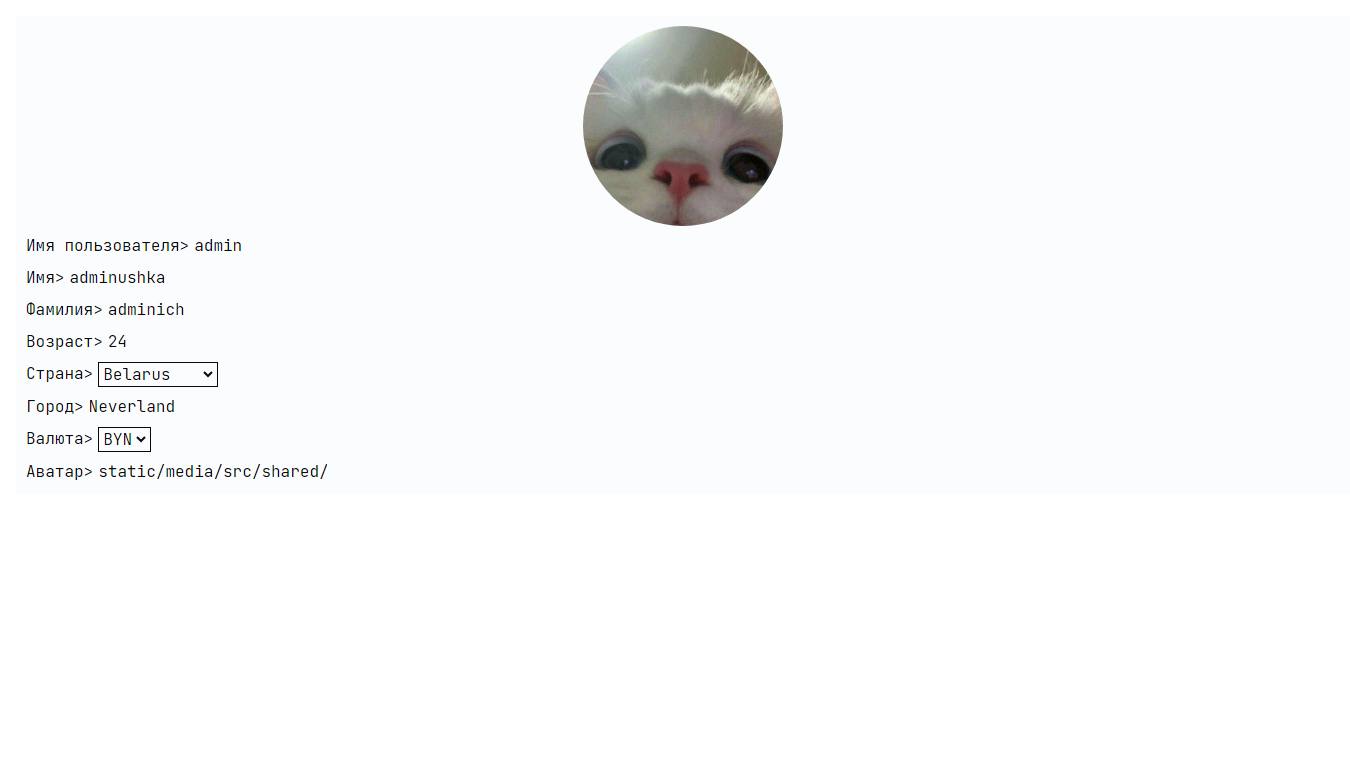 Имя пользователя> admin
Имя> adminushka
Фамилия> adminich
Возраст> 24
Страна> Belarus
Город> Neverland
Валюта> BYN
Аватар> static/media/src/shared/